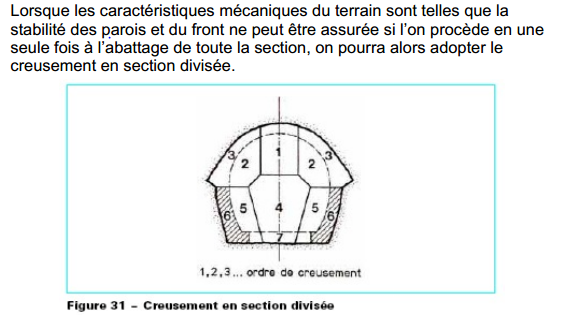 Lorsque les caractéristiques mécaniques du terrain sont telles que la
stabilité des parois et du front ne peut être assurée si l'on procède en une
seule fois à l'abattage de toute la section, on pourra alors adopter le
creusement en section divisée.
1
3 3
2 2
5 4 5
6 6
7
1,2,3... ordre de creusement
Figure 31 – Creusement en section divisée